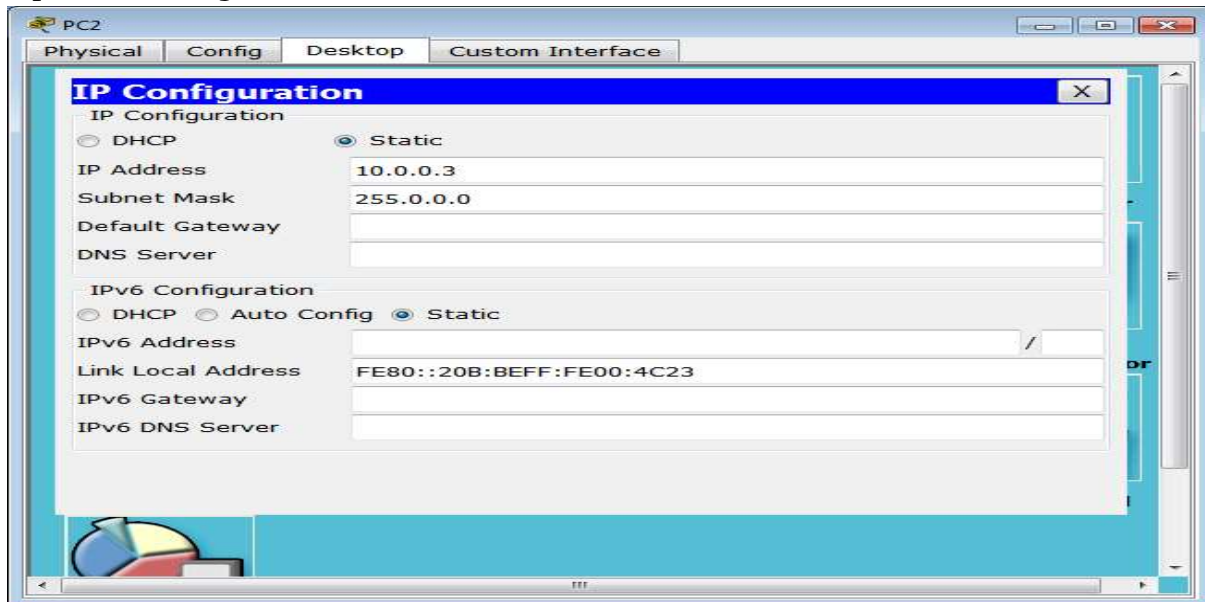 PC2
Physical Config Desktop Custom Interface
IP Configuration
X
IP Configuration
DHCP Static
IP Address 10.0.0.3
Subnet Mask 255.0.0.0
Default Gateway
DNS Server
IPv6 Configuration
DHCP Auto Config Static
IPv6 Address /
Link Local Address FE80::20B:BEFF:FE00:4C23
IPv6 Gateway
IPv6 DNS Server
or